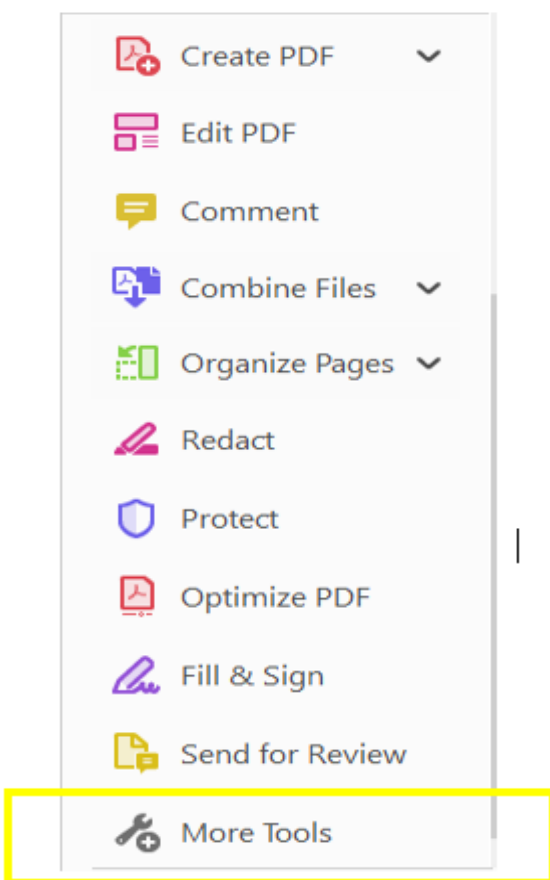 Create PDF
Edit PDF
Comment
Combine Files
Organize Pages
Redact
Protect
Optimize PDF
Fill & Sign
Send for Review
More Tools